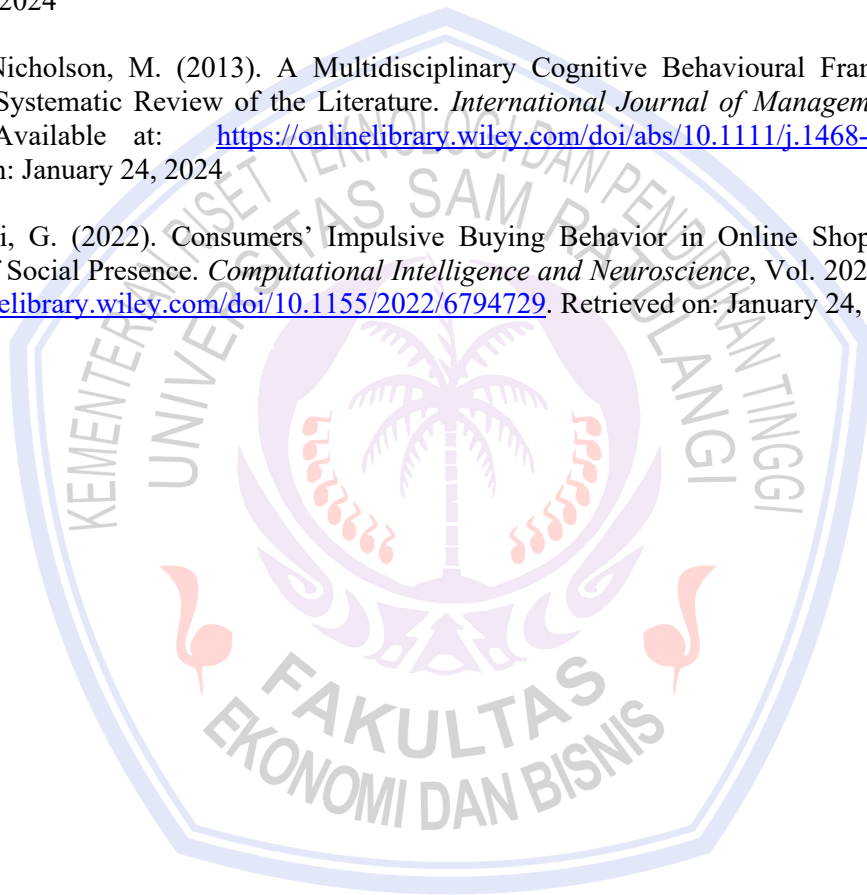 2024
Nicholson, M. (2013). A Multidisciplinary Cognitive Behavioural Fran
Systematic Review of the Literature. International Journal of Managem
Available at: https://onlinelibrary.wiley.com/doi/abs/10.1111/j.1468-
n: January 24, 2024
i, G. (2022). Consumers’ Impulsive Buying Behavior in Online Shop
f Social Presence. Computational Intelligence and Neuroscience, Vol. 202
elibrary.wiley.com/doi/10.1155/2022/6794729. Retrieved on: January 24,
KEMENTERIAN RISET TEKNOLOGI DAN PENDIDIKAN TINGGI
UNIVERSITAS SAM RATULANGI
FAKULTAS
EKONOMI DAN BISNIS